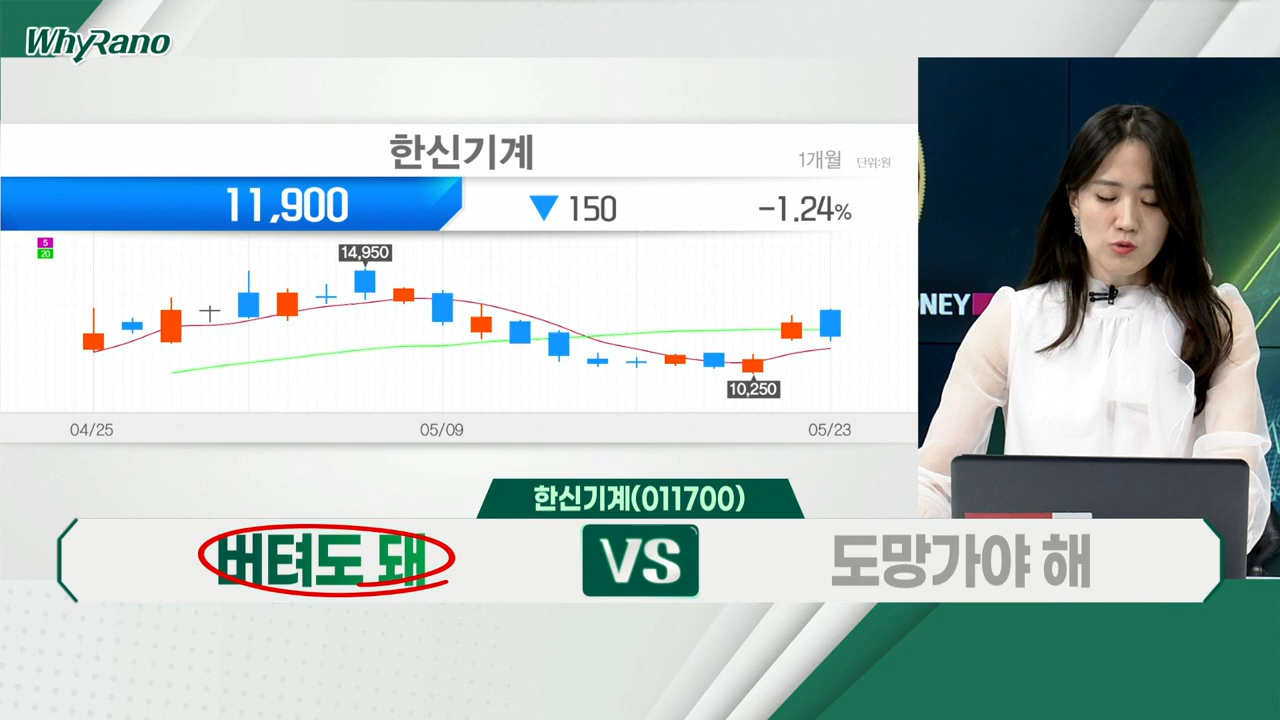 WhyRano
한신기계
1개월 단위:원
11,900 ▼ 150 -1.24%
5
20
14,950
10,250
04/25 05/09 05/23
NEY
한신기계(011700)
버텨도 돼 VS 도망가야 해